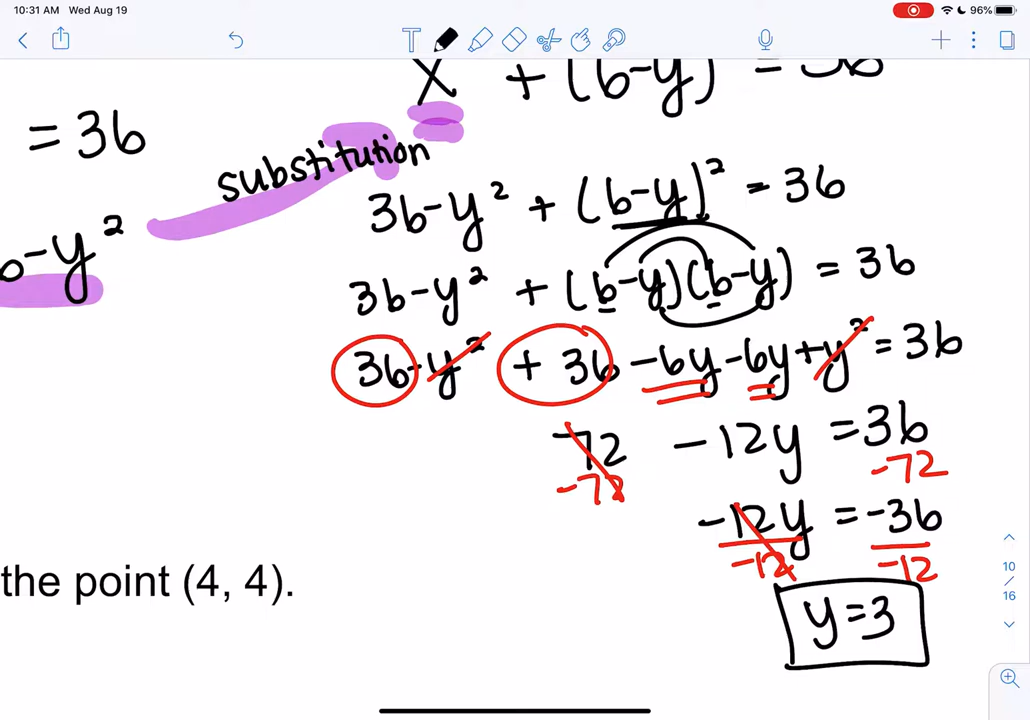 10:31 AM Wed Aug 19
96%
T
x + (6-y) = 36
= 36
substitution
36-y² + (6-y)² = 36
6-y²
36-y² + (6-y)(6-y) = 36
36-y² + 36 -6y-6y+y² = 36
72 -12y = 36
-72 -72
-12y = -36
-12 -12
the point (4, 4).
10
/
16
y=3